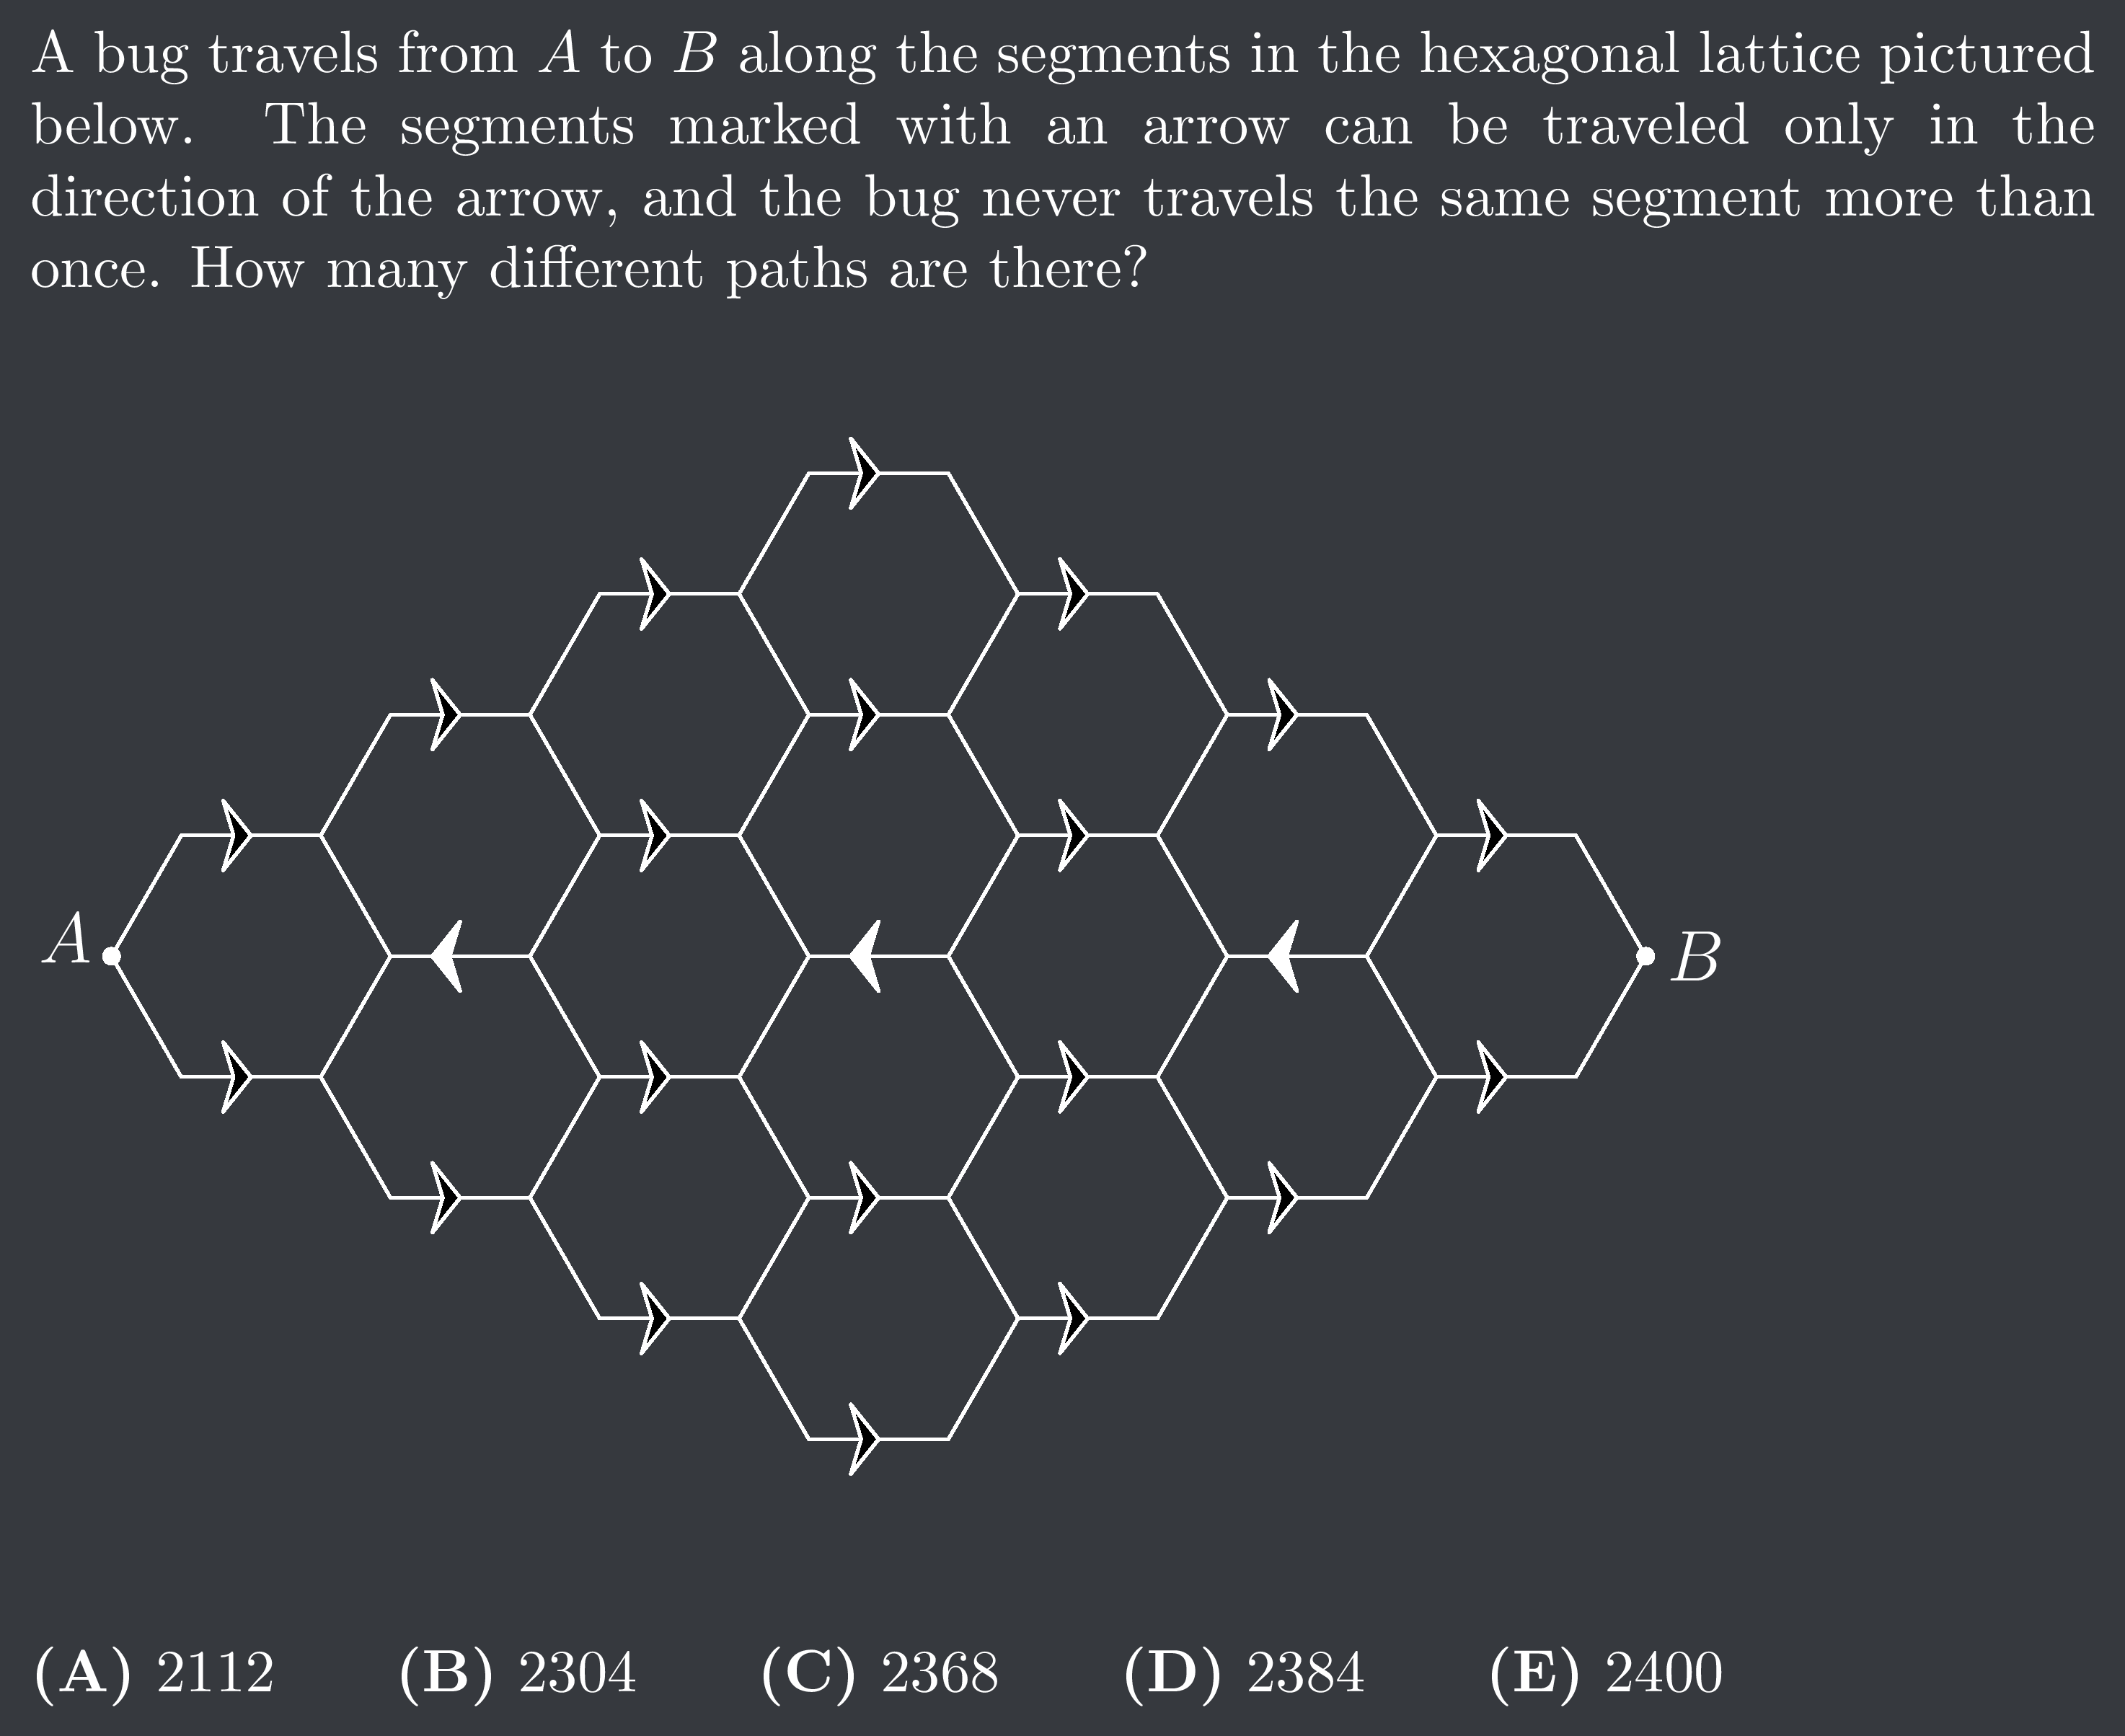 A bug travels from A to B along the segments in the hexagonal lattice pictured
below. The segments marked with an arrow can be traveled only in the
direction of the arrow, and the bug never travels the same segment more than
once. How many different paths are there?
A
B
(A) 2112 (B) 2304 (C) 2368 (D) 2384 (E) 2400